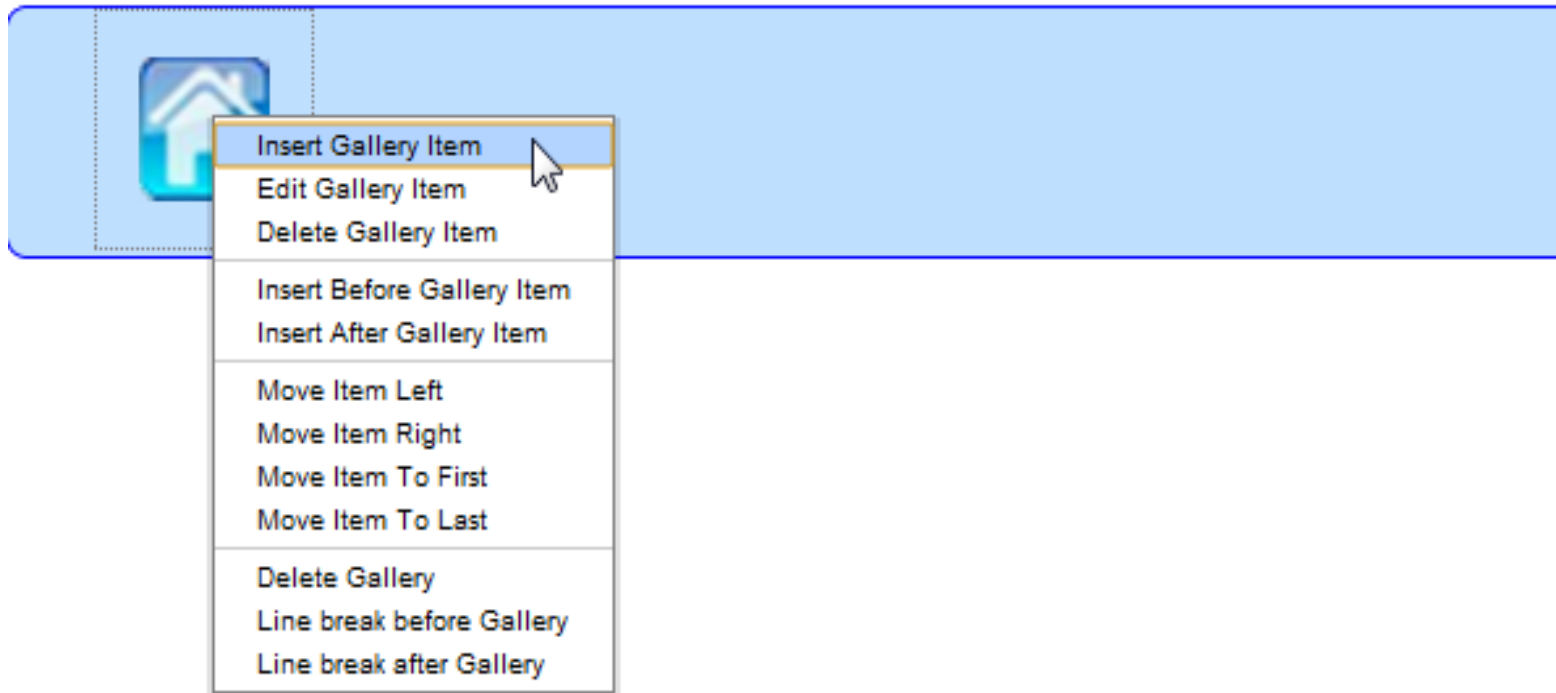 Insert Gallery Item
Edit Gallery Item
Delete Gallery Item
Insert Before Gallery Item
Insert After Gallery Item
Move Item Left
Move Item Right
Move Item To First
Move Item To Last
Delete Gallery
Line break before Gallery
Line break after Gallery